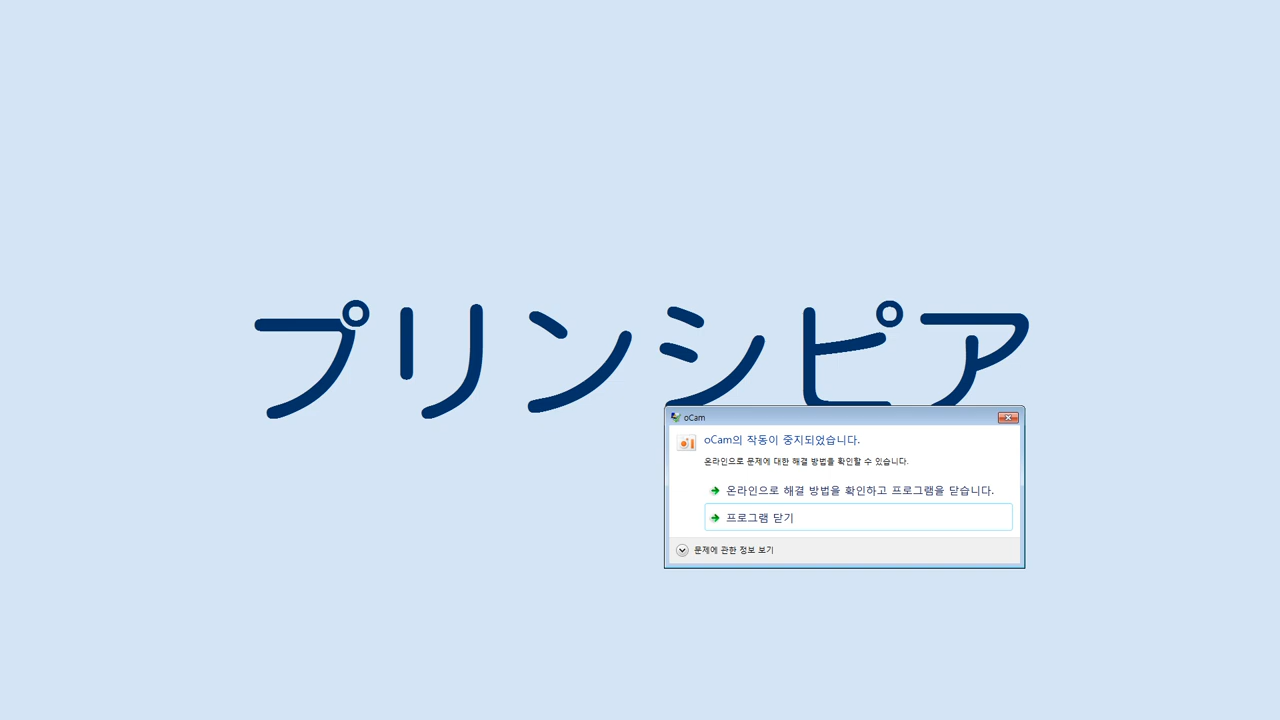 プリンシピア
oCam
oCam의 작동이 중지되었습니다.
온라인으로 문제에 대한 해결 방법을 확인할 수 있습니다.
온라인으로 해결 방법을 확인하고 프로그램을 닫습니다.
프로그램 닫기
문제에 관한 정보 보기